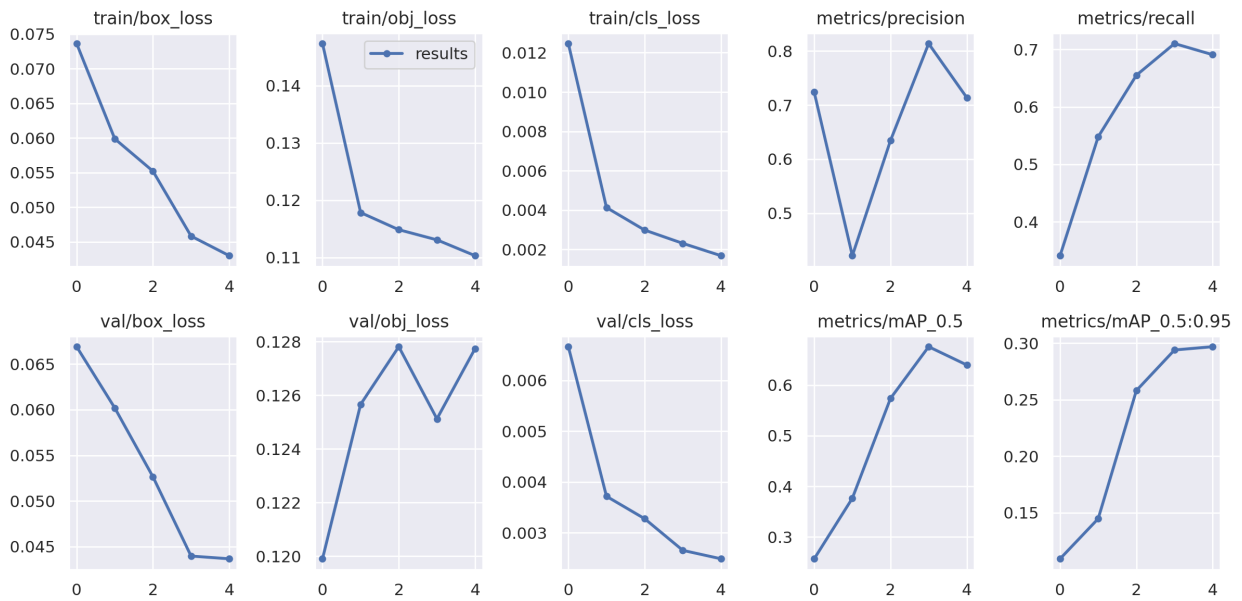 train/box_loss
0.075
0.070
0.065
0.060
0.055
0.050
0.045
0 2 4
train/obj_loss
results
0.14
0.13
0.12
0.11
0 2 4
train/cls_loss
0.012
0.010
0.008
0.006
0.004
0.002
0 2 4
metrics/precision
0.8
0.7
0.6
0.5
0 2 4
metrics/recall
0.7
0.6
0.5
0.4
0 2 4
val/box_loss
0.065
0.060
0.055
0.050
0.045
0 2 4
val/obj_loss
0.128
0.126
0.124
0.122
0.120
0 2 4
val/cls_loss
0.006
0.005
0.004
0.003
0 2 4
metrics/mAP_0.5
0.6
0.5
0.4
0.3
0 2 4
metrics/mAP_0.5:0.95
0.30
0.25
0.20
0.15
0 2 4